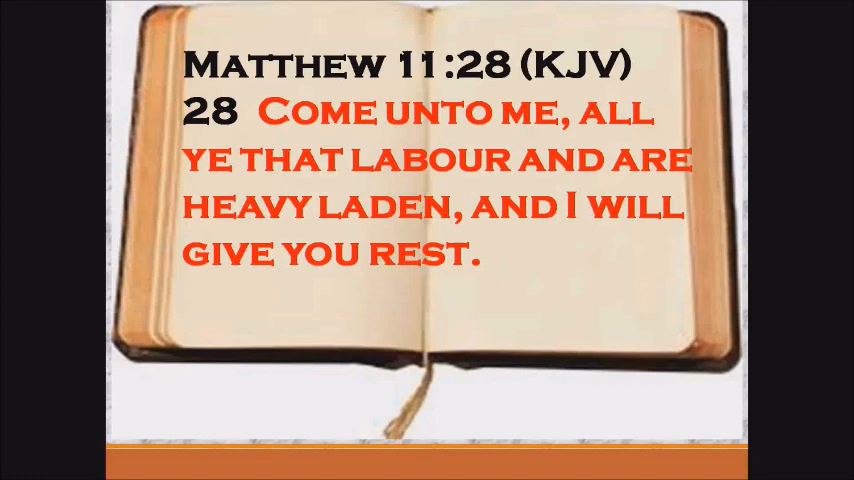 MATTHEW 11:28 (KJV)
28 COME UNTO ME, ALL
YE THAT LABOUR AND ARE
HEAVY LADEN, AND I WILL
GIVE YOU REST.